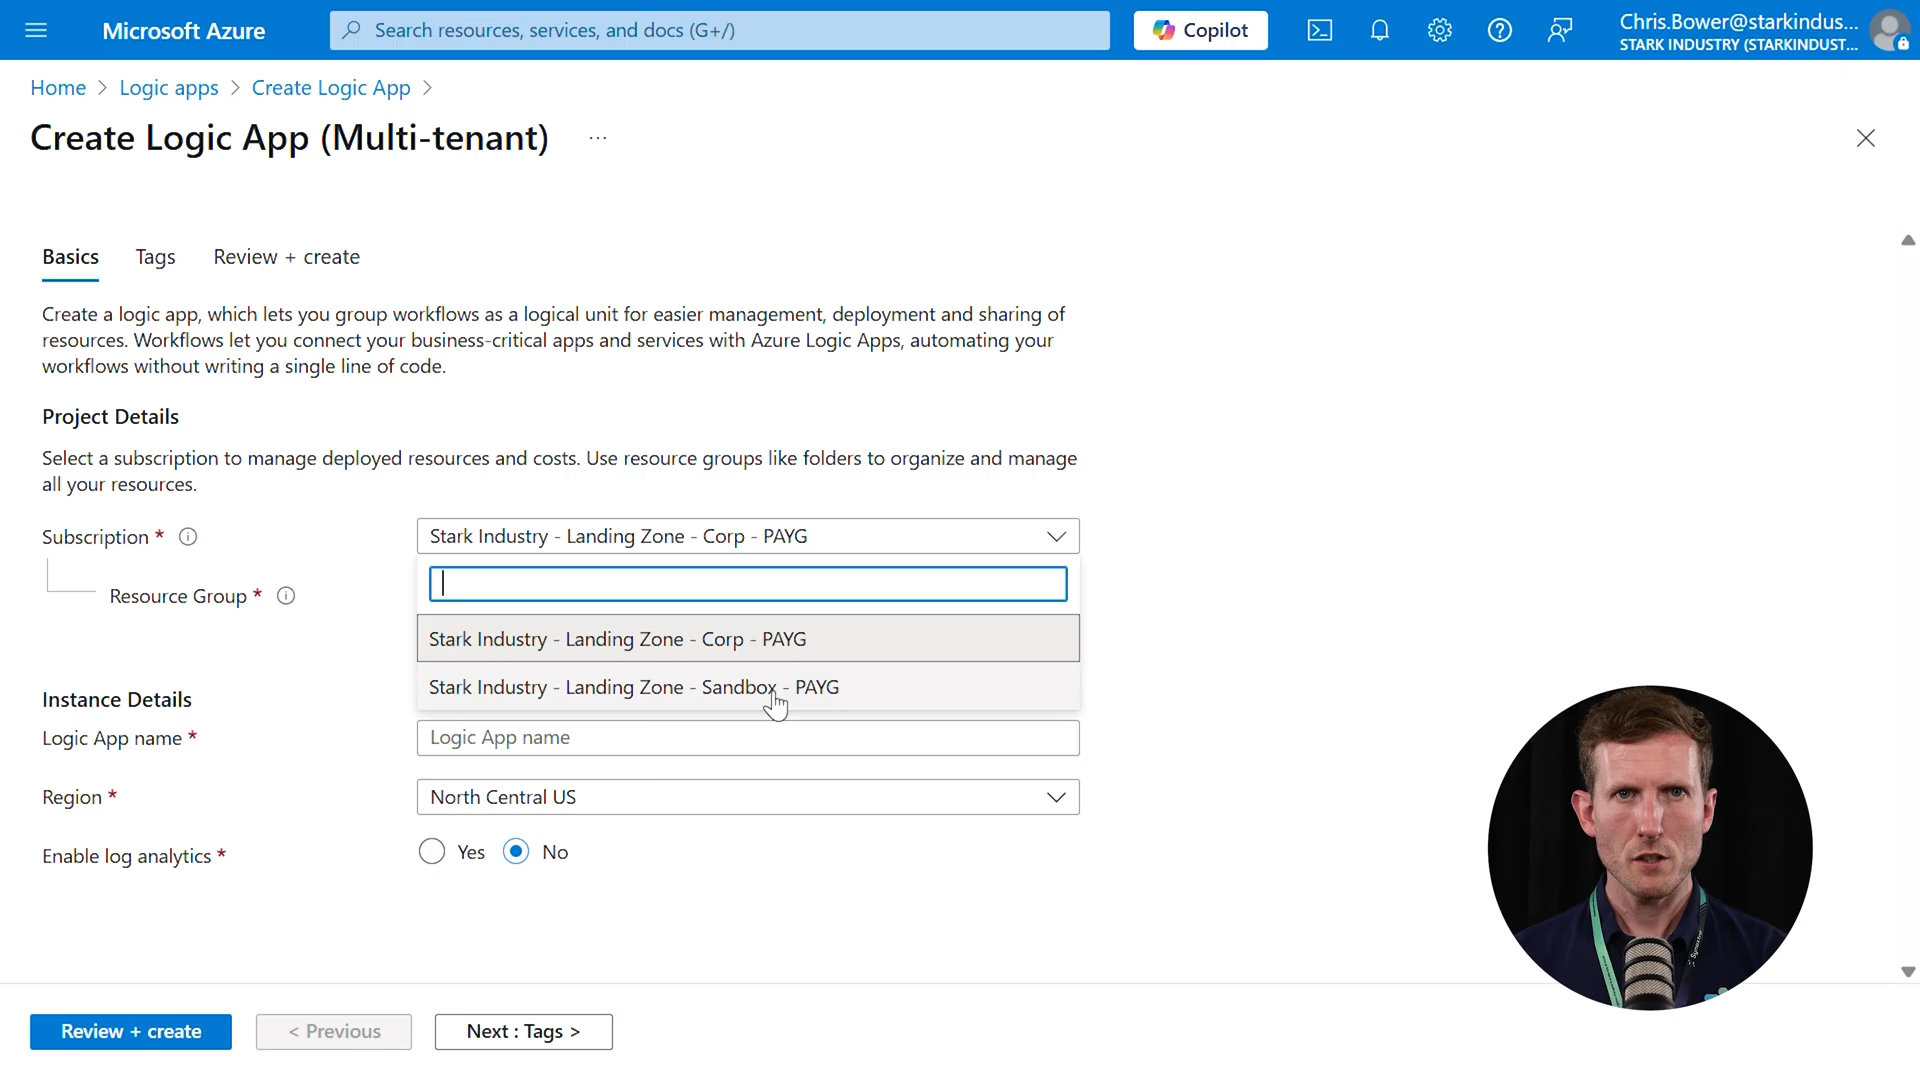 Microsoft Azure
Search resources, services, and docs (G+/)
Copilot
Chris.Bower@starkindus...
STARK INDUSTRY (STARKINDUST...
Home > Logic apps > Create Logic App >
Create Logic App (Multi-tenant) ...
Basics Tags Review + create
Create a logic app, which lets you group workflows as a logical unit for easier management, deployment and sharing of
resources. Workflows let you connect your business-critical apps and services with Azure Logic Apps, automating your
workflows without writing a single line of code.
Project Details
Select a subscription to manage deployed resources and costs. Use resource groups like folders to organize and manage
all your resources.
Subscription *
Stark Industry - Landing Zone - Corp - PAYG
Resource Group *
Stark Industry - Landing Zone - Corp - PAYG
Stark Industry - Landing Zone - Sandbox - PAYG
Instance Details
Logic App name *
Logic App name
Region *
North Central US
Enable log analytics *
Yes No
Review + create
< Previous
Next : Tags >